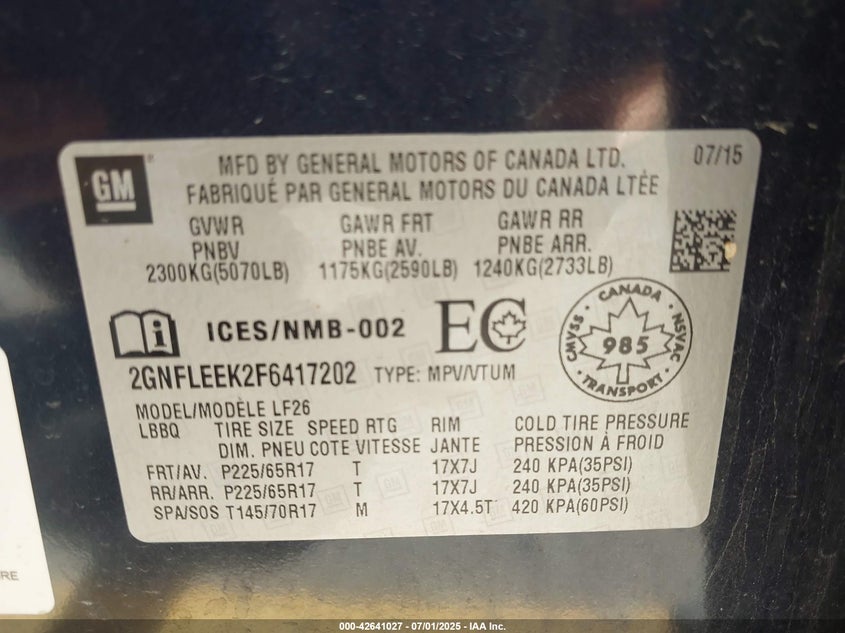 GM
MFD BY GENERAL MOTORS OF CANADA LTD. 07/15
FABRIQUÉ PAR GENERAL MOTORS DU CANADA LTÉE
GVWR GAWR FRT GAWR RR
PNBV PNBE AV. PNBE ARR.
2300KG(5070LB) 1175KG(2590LB) 1240KG(2733LB)
ICES/NMB-002 EC
CANADA
CMVSS 985 NSVAC
TRANSPORT
2GNFLEEK2F6417202 TYPE: MPV/VTUM
MODEL/MODÈLE LF26
LBBQ TIRE SIZE SPEED RTG RIM COLD TIRE PRESSURE
DIM. PNEU COTE VITESSE JANTE PRESSION À FROID
FRT/AV. P225/65R17 T 17X7J 240 KPA(35PSI)
RR/ARR. P225/65R17 T 17X7J 240 KPA(35PSI)
SPA/SOS T145/70R17 M 17X4.5T 420 KPA(60PSI)
RE
000-42641027 - 07/01/2025 - IAA Inc.